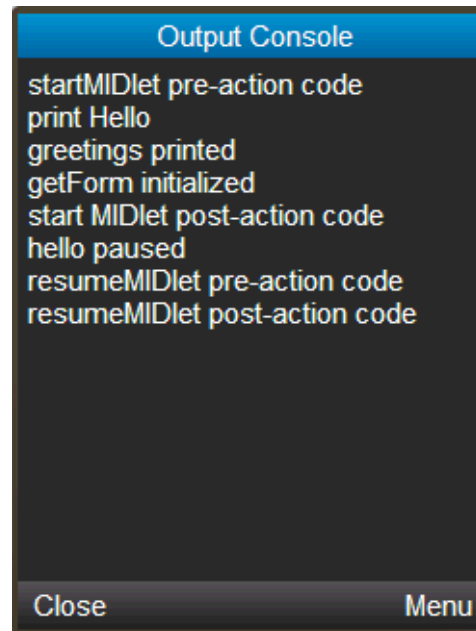 Output Console
startMIDlet pre-action code
print Hello
greetings printed
getForm initialized
start MIDlet post-action code
hello paused
resumeMIDlet pre-action code
resumeMIDlet post-action code
Close Menu